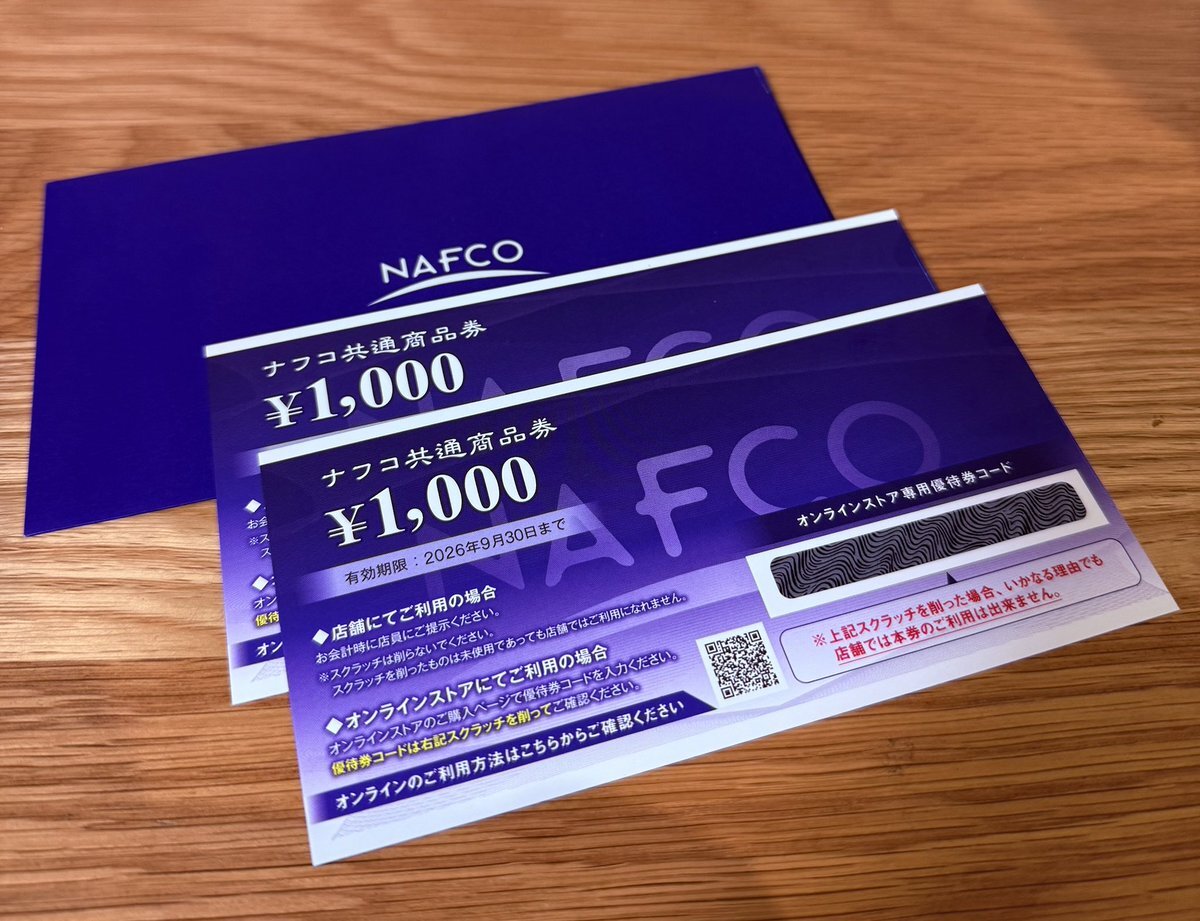 NAFCO
ナフコ共通商品券
¥1,000
ナフコ共通商品券
¥1,000
NAFCO
有効期限：2026年9月30日まで
◆店舗にてご利用の場合
お会計時に店員にご提示ください。
※スクラッチは削らないでください。
スクラッチを削ったものは未使用であっても店舗ではご利用になれません。
◆オンラインストアにてご利用の場合
オンラインストアのご購入ページで優待券コードを入力ください。
優待券コードは右記スクラッチを削ってご確認ください。
オンラインのご利用方法はこちらからご確認ください
オンラインストア専用優待券コード
※上記スクラッチを削った場合、いかなる理由でも
店舗では本券のご利用は出来ません。